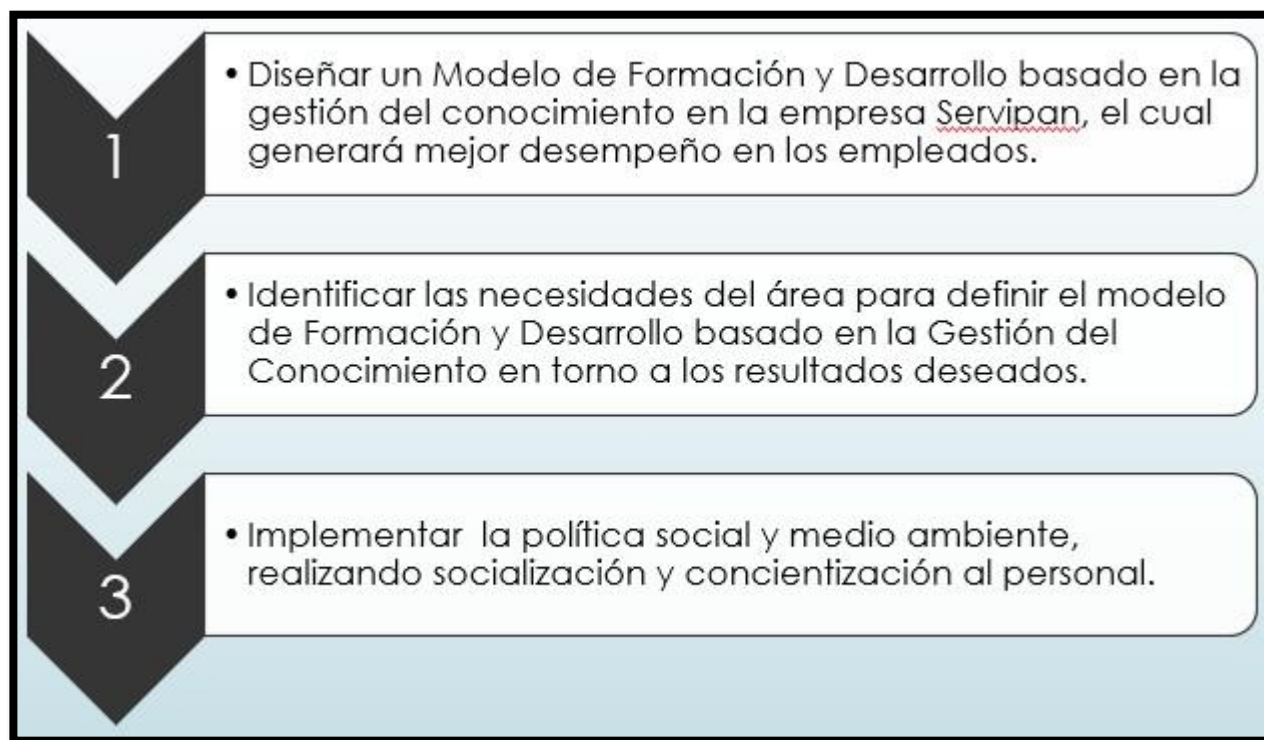 1
• Diseñar un Modelo de Formación y Desarrollo basado en la
gestión del conocimiento en la empresa Servipan, el cual
generará mejor desempeño en los empleados.
2
• Identificar las necesidades del área para definir el modelo
de Formación y Desarrollo basado en la Gestión del
Conocimiento en torno a los resultados deseados.
3
• Implementar la política social y medio ambiente,
realizando socialización y concientización al personal.